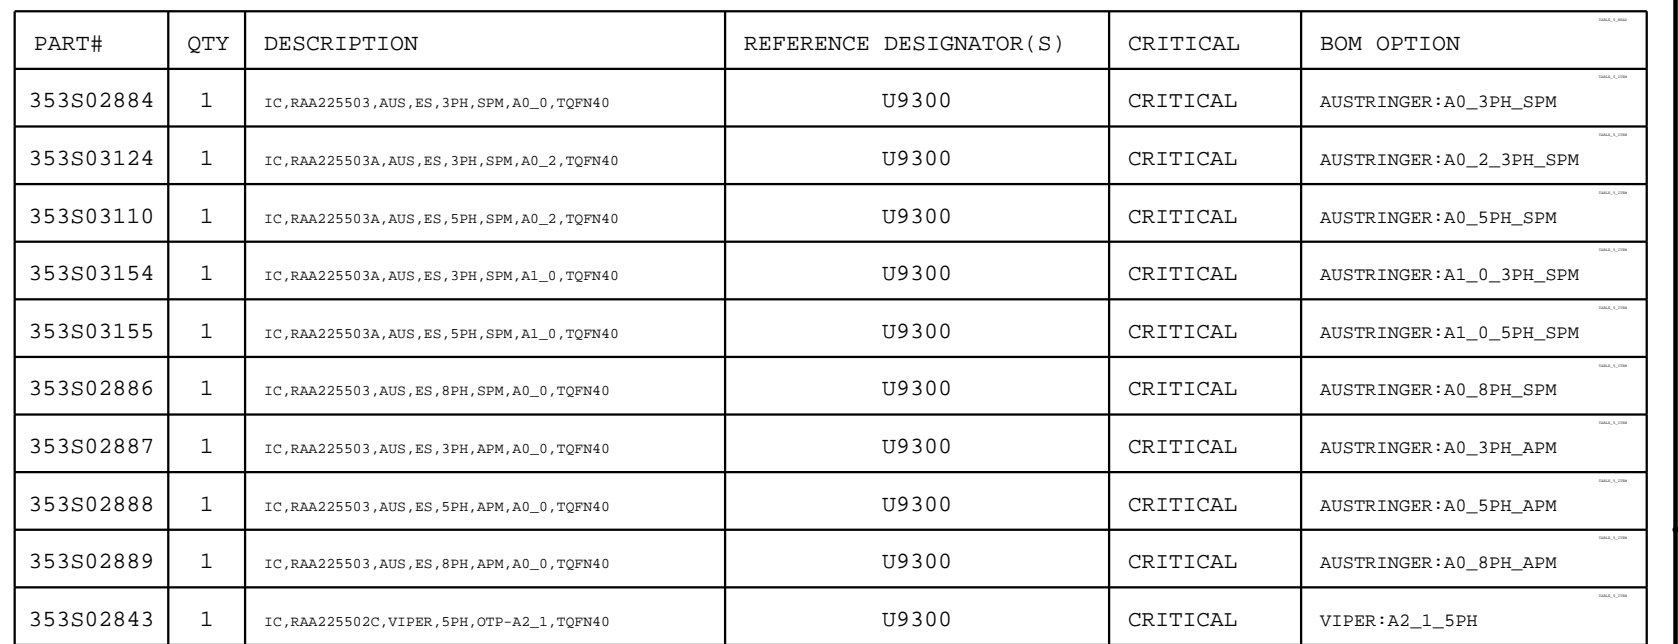 PART# QTY DESCRIPTION REFERENCE DESIGNATOR(S) CRITICAL BOM OPTION
353S02884 1 IC,RAA225503,AUS,ES,3PH,SPM,A0_0,TQFN40 U9300 CRITICAL AUSTRINGER:A0_3PH_SPM
353S03124 1 IC,RAA225503A,AUS,ES,3PH,SPM,A0_2,TQFN40 U9300 CRITICAL AUSTRINGER:A0_2_3PH_SPM
353S03110 1 IC,RAA225503A,AUS,ES,5PH,SPM,A0_2,TQFN40 U9300 CRITICAL AUSTRINGER:A0_5PH_SPM
353S03154 1 IC,RAA225503A,AUS,ES,3PH,SPM,A1_0,TQFN40 U9300 CRITICAL AUSTRINGER:A1_0_3PH_SPM
353S03155 1 IC,RAA225503A,AUS,ES,5PH,SPM,A1_0,TQFN40 U9300 CRITICAL AUSTRINGER:A1_0_5PH_SPM
353S02886 1 IC,RAA225503,AUS,ES,8PH,SPM,A0_0,TQFN40 U9300 CRITICAL AUSTRINGER:A0_8PH_SPM
353S02887 1 IC,RAA225503,AUS,ES,3PH,APM,A0_0,TQFN40 U9300 CRITICAL AUSTRINGER:A0_3PH_APM
353S02888 1 IC,RAA225503,AUS,ES,5PH,APM,A0_0,TQFN40 U9300 CRITICAL AUSTRINGER:A0_5PH_APM
353S02889 1 IC,RAA225503,AUS,ES,8PH,APM,A0_0,TQFN40 U9300 CRITICAL AUSTRINGER:A0_8PH_APM
353S02843 1 IC,RAA225502C,VIPER,5PH,OTP-A2_1,TQFN40 U9300 CRITICAL VIPER:A2_1_5PH